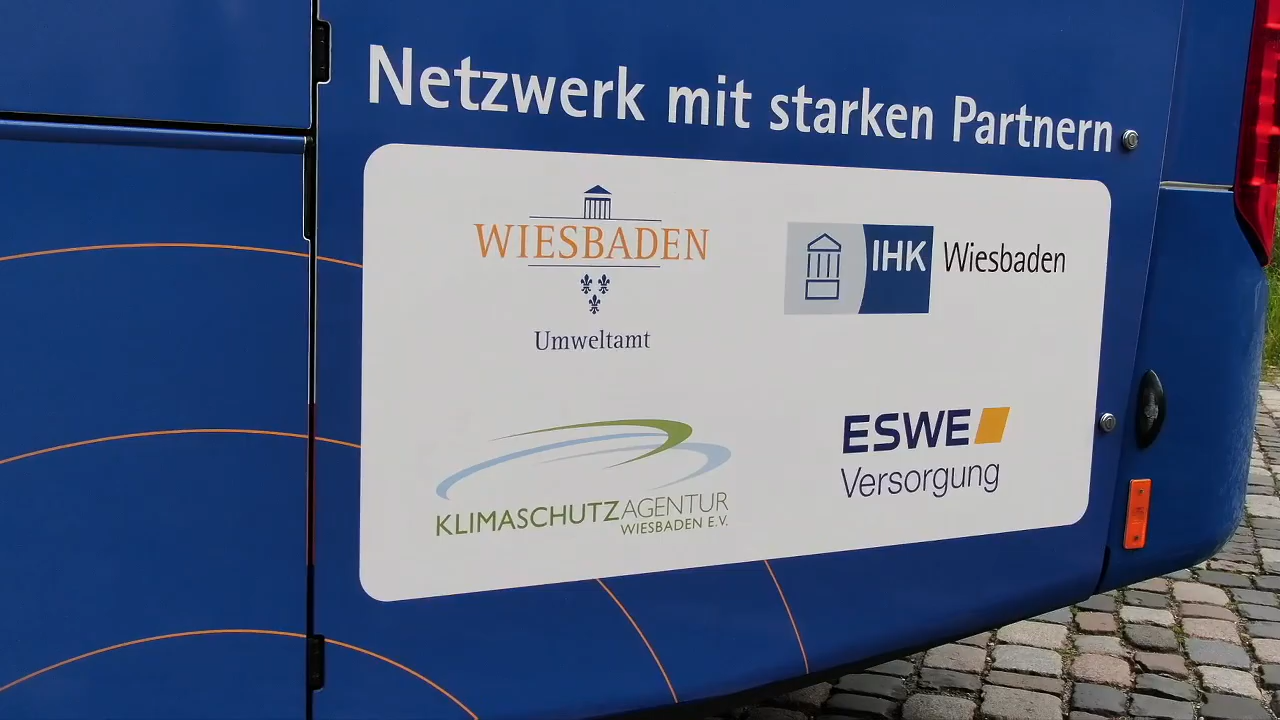 Netzwerk mit starken Partnern
WIESBADEN
Umweltamt
IHK Wiesbaden
KLIMASCHUTZAGENTUR
WIESBADEN E.V.
ESWE
Versorgung